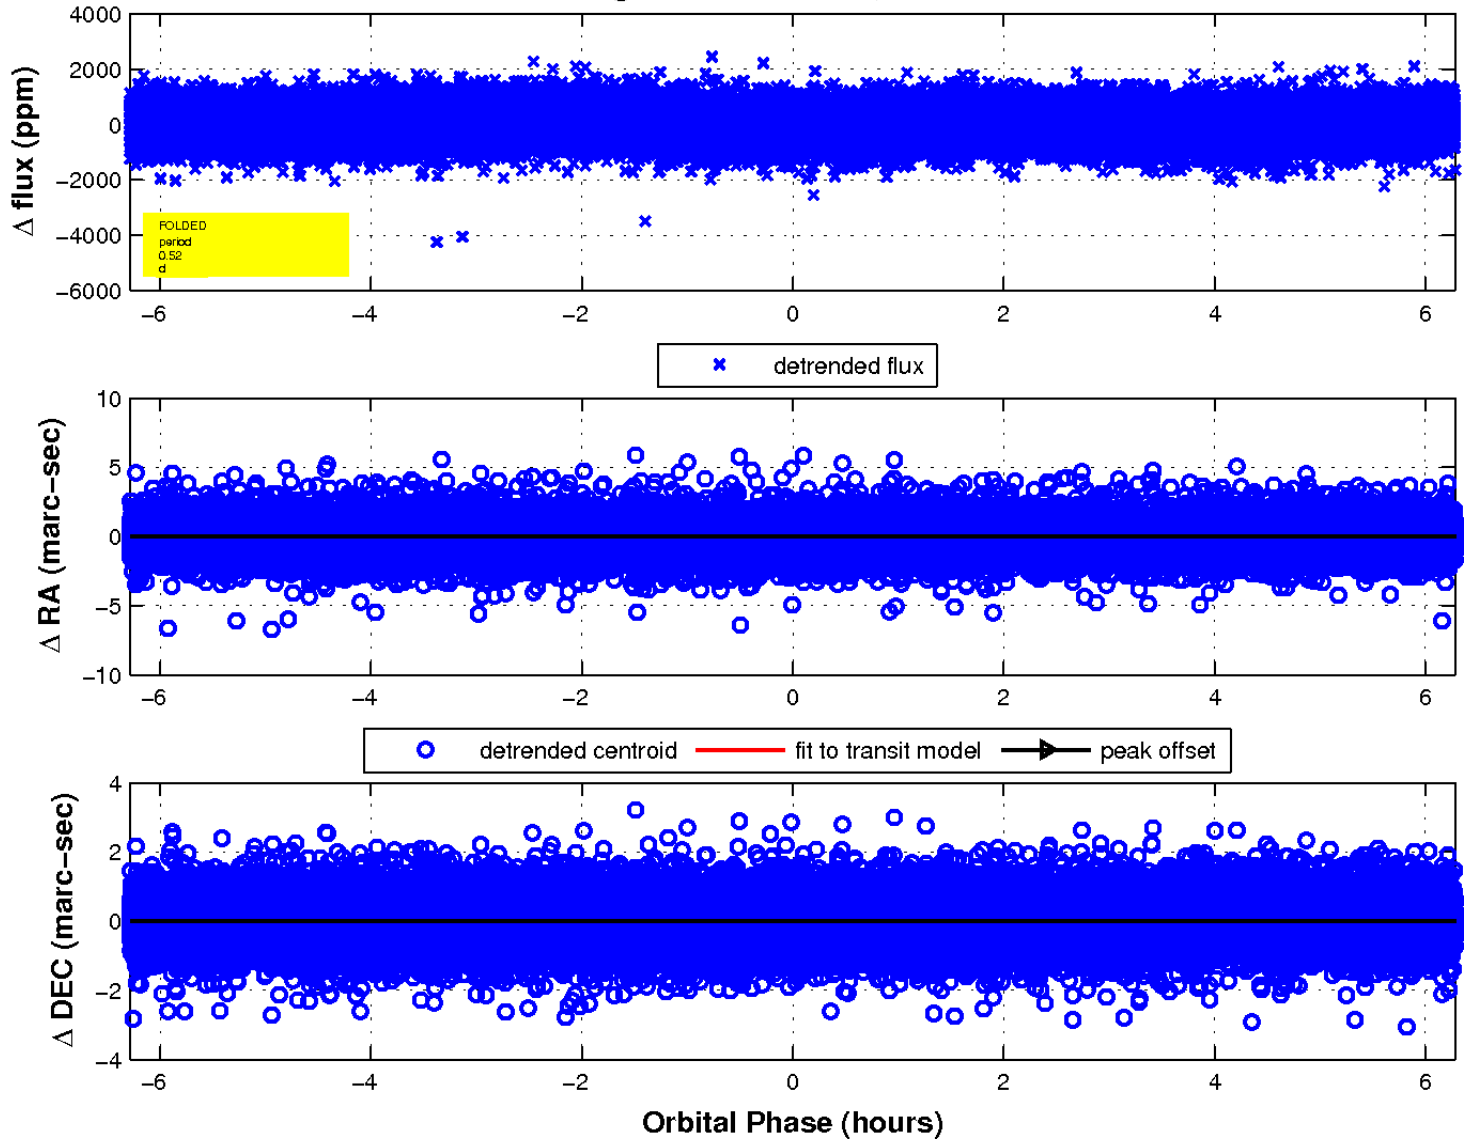 4000
2000
0
−2000
−4000
−6000
Δ flux (ppm)
FOLDED
period
0.52
d
−6 −4 −2 0 2 4 6
detrended flux
10
5
0
−5
−10
Δ RA (marc−sec)
−6 −4 −2 0 2 4 6
detrended centroid fit to transit model peak offset
4
2
0
−2
−4
Δ DEC (marc−sec)
−6 −4 −2 0 2 4 6
Orbital Phase (hours)